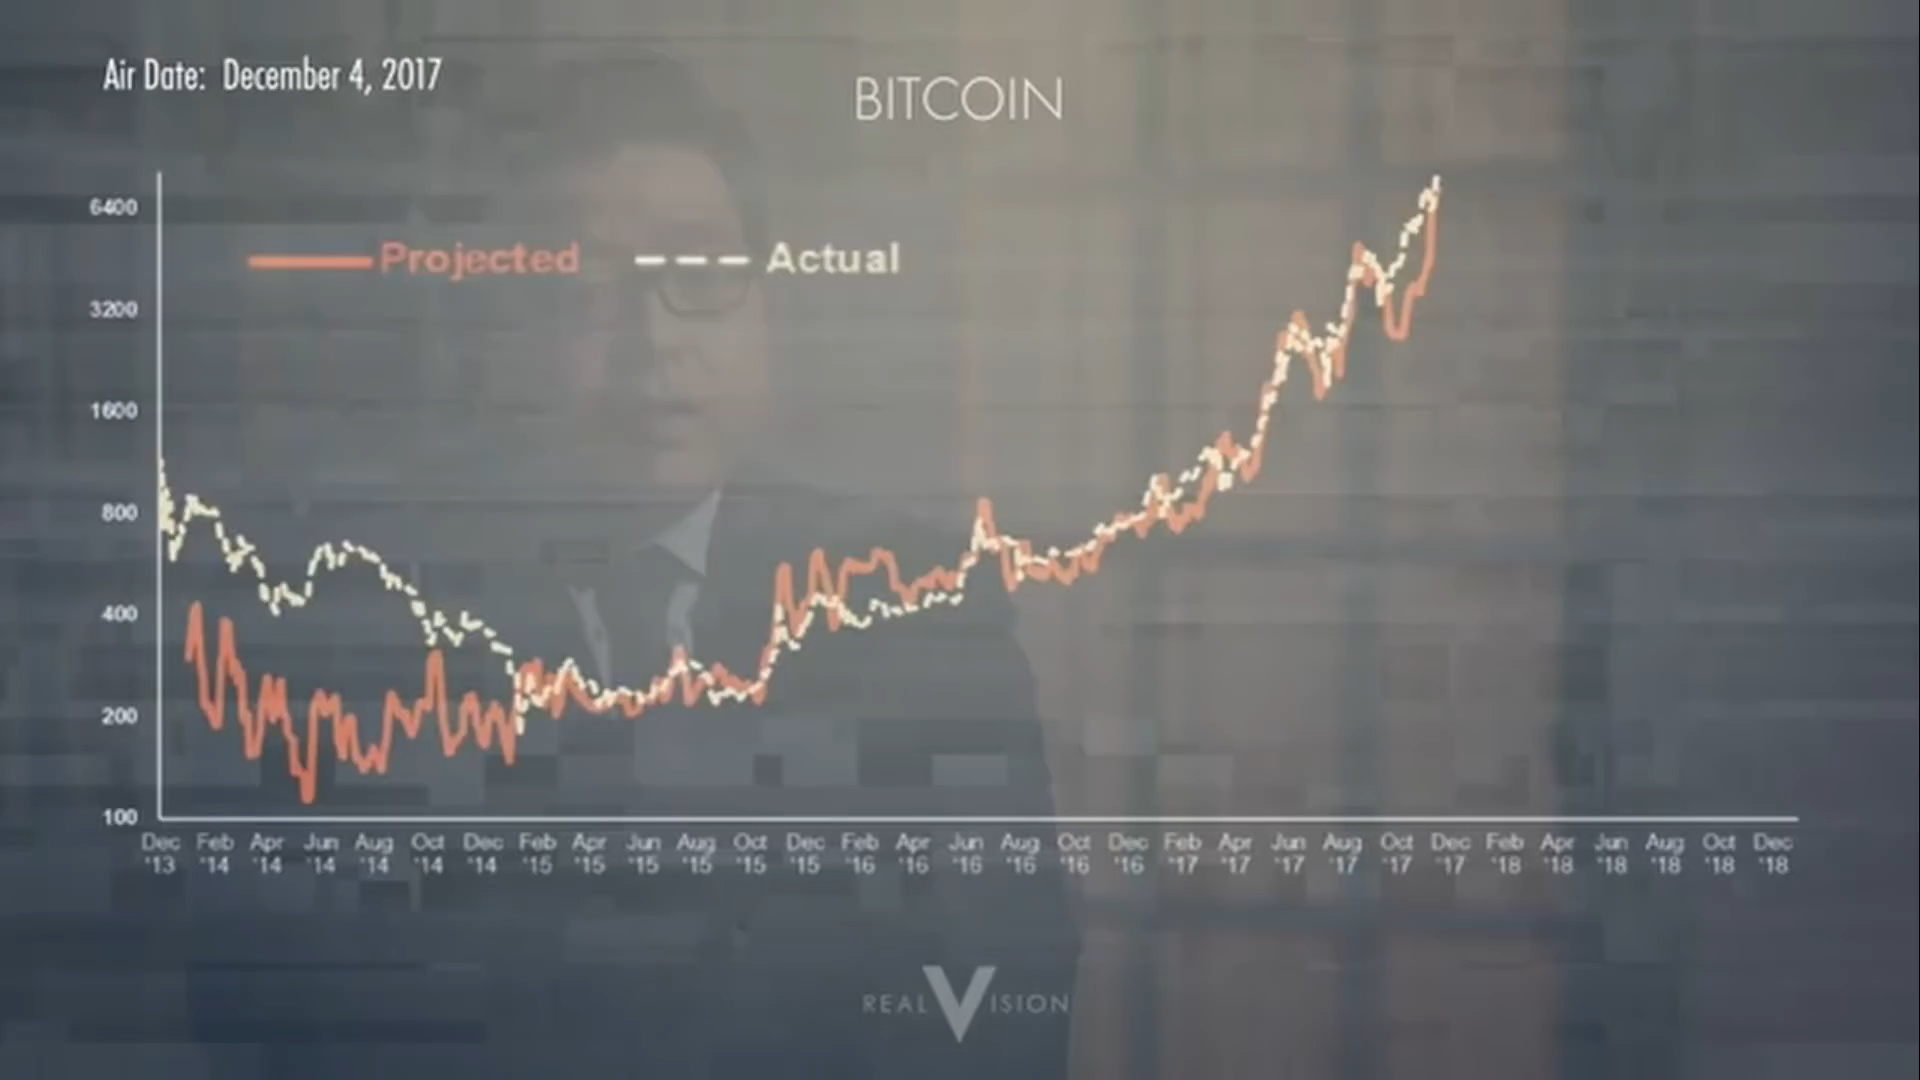 Air Date: December 4, 2017
BITCOIN
6400
Projected Actual
3200
1600
800
400
200
100
Dec Feb Apr Jun Aug Oct Dec Feb Apr Jun Aug Oct Dec Feb Apr Jun Aug Oct Dec Feb Apr Jun Aug Oct Dec Feb Apr Jun Aug Oct Dec
'13 '14 '14 '14 '14 '14 '14 '15 '15 '15 '15 '15 '15 '16 '16 '16 '16 '16 '16 '17 '17 '17 '17 '17 '17 '18 '18 '18 '18 '18 '18
REAL VISION